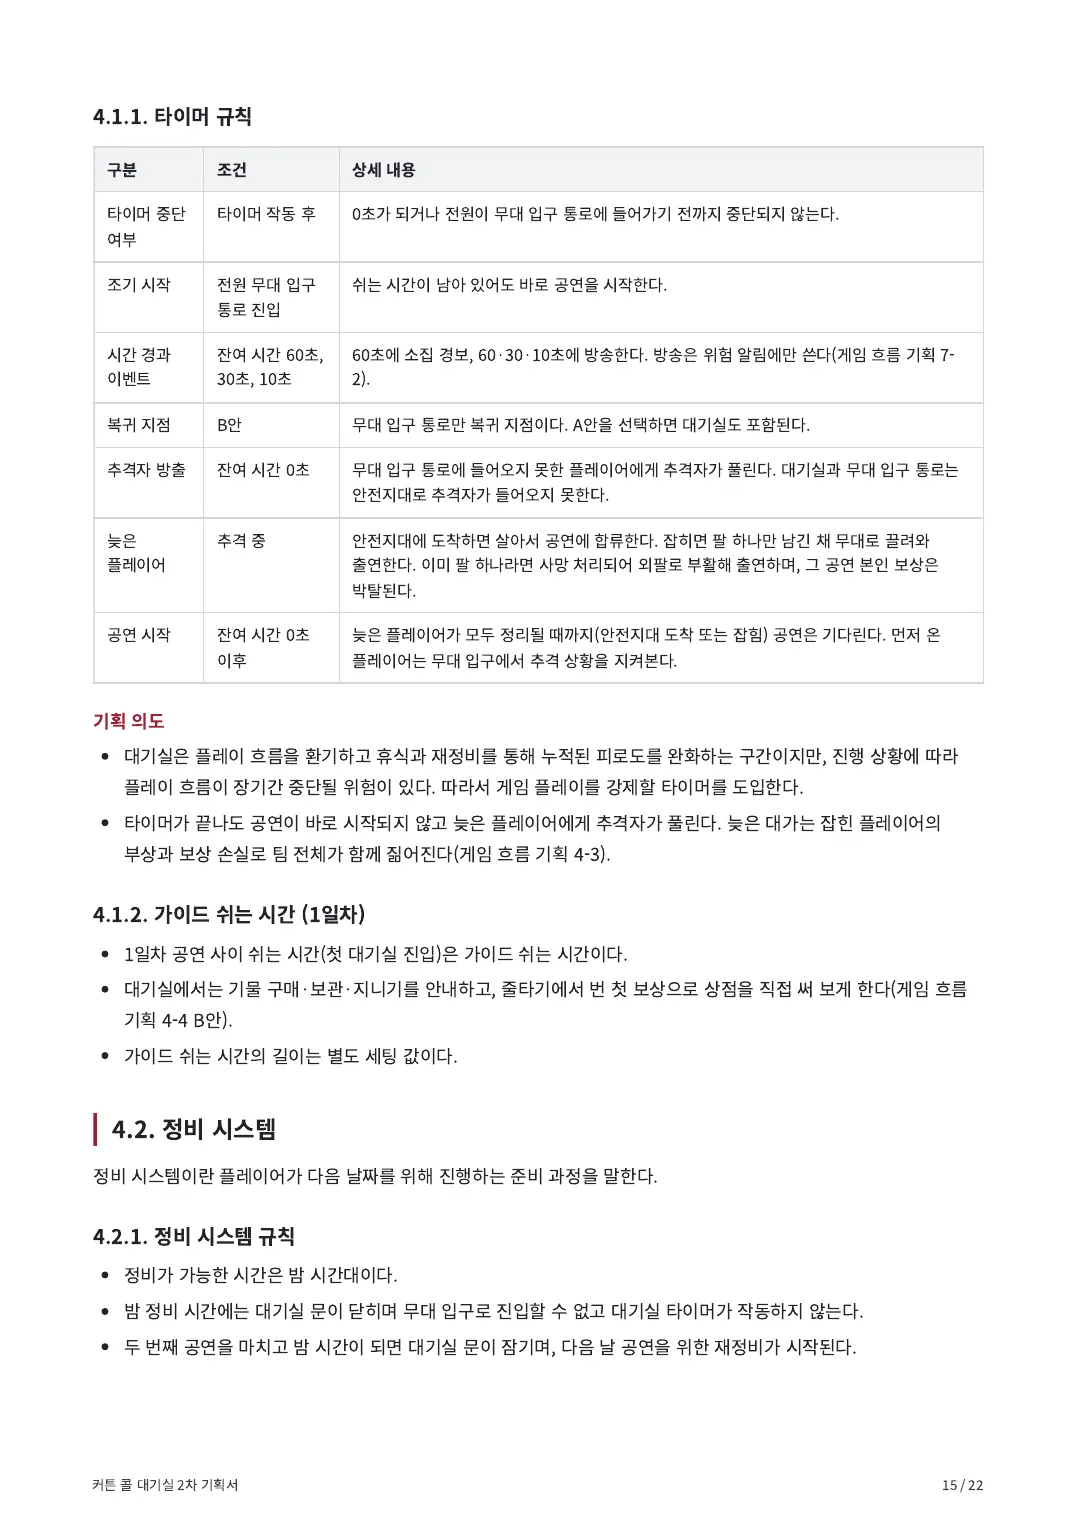 4.1.1. 타이머 규칙
구분 조건 상세 내용
타이머 중단 타이머 작동 후 0초가 되거나 전원이 무대 입구 통로에 들어가기 전까지 중단되지 않는다.
여부
조기 시작 전원 무대 입구 쉬는 시간이 남아 있어도 바로 공연을 시작한다.
통로 진입
시간 경과 잔여 시간 60초, 60초에 소집 경보, 60·30·10초에 방송한다. 방송은 위험 알림에만 쓴다(게임 흐름 기획 7-
이벤트 30초, 10초 2).
복귀 지점 B안 무대 입구 통로만 복귀 지점이다. A안을 선택하면 대기실도 포함된다.
추격자 방출 잔여 시간 0초 무대 입구 통로에 들어오지 못한 플레이어에게 추격자가 풀린다. 대기실과 무대 입구 통로는
안전지대로 추격자가 들어오지 못한다.
늦은 추격 중 안전지대에 도착하면 살아서 공연에 합류한다. 잡히면 팔 하나만 남긴 채 무대로 끌려와
플레이어 출연한다. 이미 팔 하나라면 사망 처리되어 외팔로 부활해 출연하며, 그 공연 본인 보상은
박탈된다.
공연 시작 잔여 시간 0초 늦은 플레이어가 모두 정리될 때까지(안전지대 도착 또는 잡힘) 공연은 기다린다. 먼저 온
이후 플레이어는 무대 입구에서 추격 상황을 지켜본다.
기획 의도
• 대기실은 플레이 흐름을 환기하고 휴식과 재정비를 통해 누적된 피로도를 완화하는 구간이지만, 진행 상황에 따라
플레이 흐름이 장기간 중단될 위험이 있다. 따라서 게임 플레이를 강제할 타이머를 도입한다.
• 타이머가 끝나도 공연이 바로 시작되지 않고 늦은 플레이어에게 추격자가 풀린다. 늦은 대가는 잡힌 플레이어의
부상과 보상 손실로 팀 전체가 함께 짊어진다(게임 흐름 기획 4-3).
4.1.2. 가이드 쉬는 시간 (1일차)
• 1일차 공연 사이 쉬는 시간(첫 대기실 진입)은 가이드 쉬는 시간이다.
• 대기실에서는 기물 구매·보관·지니기를 안내하고, 줄타기에서 번 첫 보상으로 상점을 직접 써 보게 한다(게임 흐름
기획 4-4 B안).
• 가이드 쉬는 시간의 길이는 별도 세팅 값이다.
4.2. 정비 시스템
정비 시스템이란 플레이어가 다음 날짜를 위해 진행하는 준비 과정을 말한다.
4.2.1. 정비 시스템 규칙
• 정비가 가능한 시간은 밤 시간대이다.
• 밤 정비 시간에는 대기실 문이 닫히며 무대 입구로 진입할 수 없고 대기실 타이머가 작동하지 않는다.
• 두 번째 공연을 마치고 밤 시간이 되면 대기실 문이 잠기며, 다음 날 공연을 위한 재정비가 시작된다.
커튼 콜 대기실 2차 기획서 15 / 22